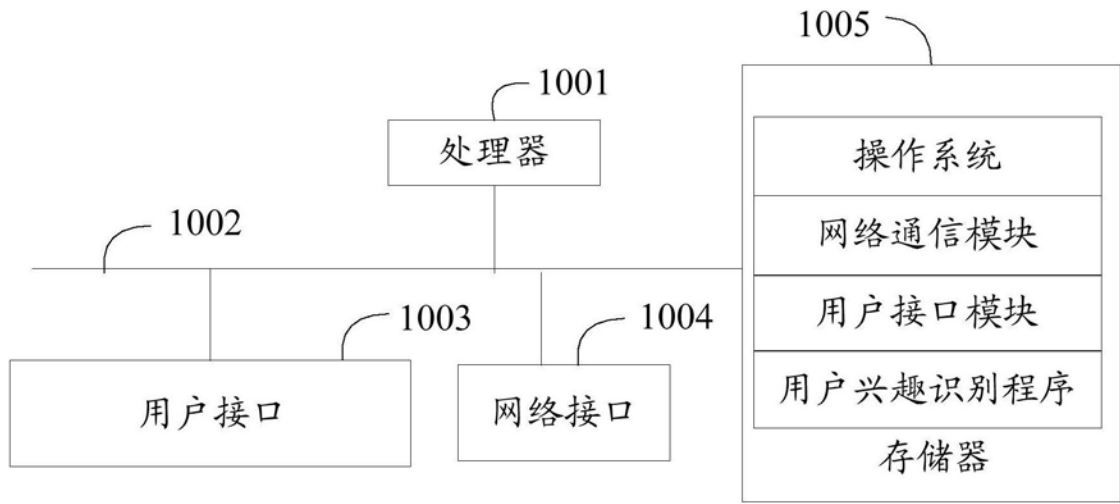 1005
1001
处理器
操作系统
1002
网络通信模块
1003
1004
用户接口模块
用户接口
网络接口
用户兴趣识别程序
存储器